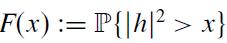 F(x) := ℙ{|h|² > x}